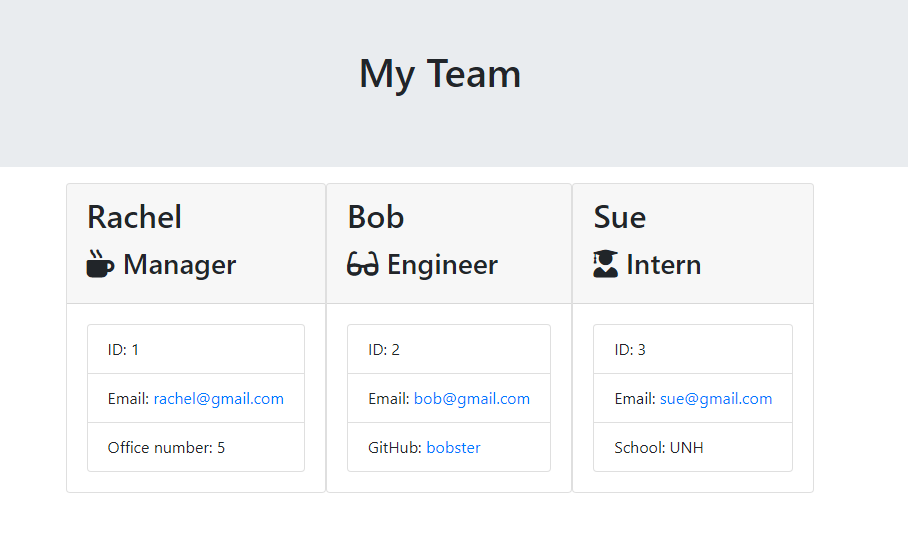 My Team
Rachel
Manager
ID: 1
Email: rachel@gmail.com
Office number: 5
Bob
Engineer
ID: 2
Email: bob@gmail.com
GitHub: bobster
Sue
Intern
ID: 3
Email: sue@gmail.com
School: UNH